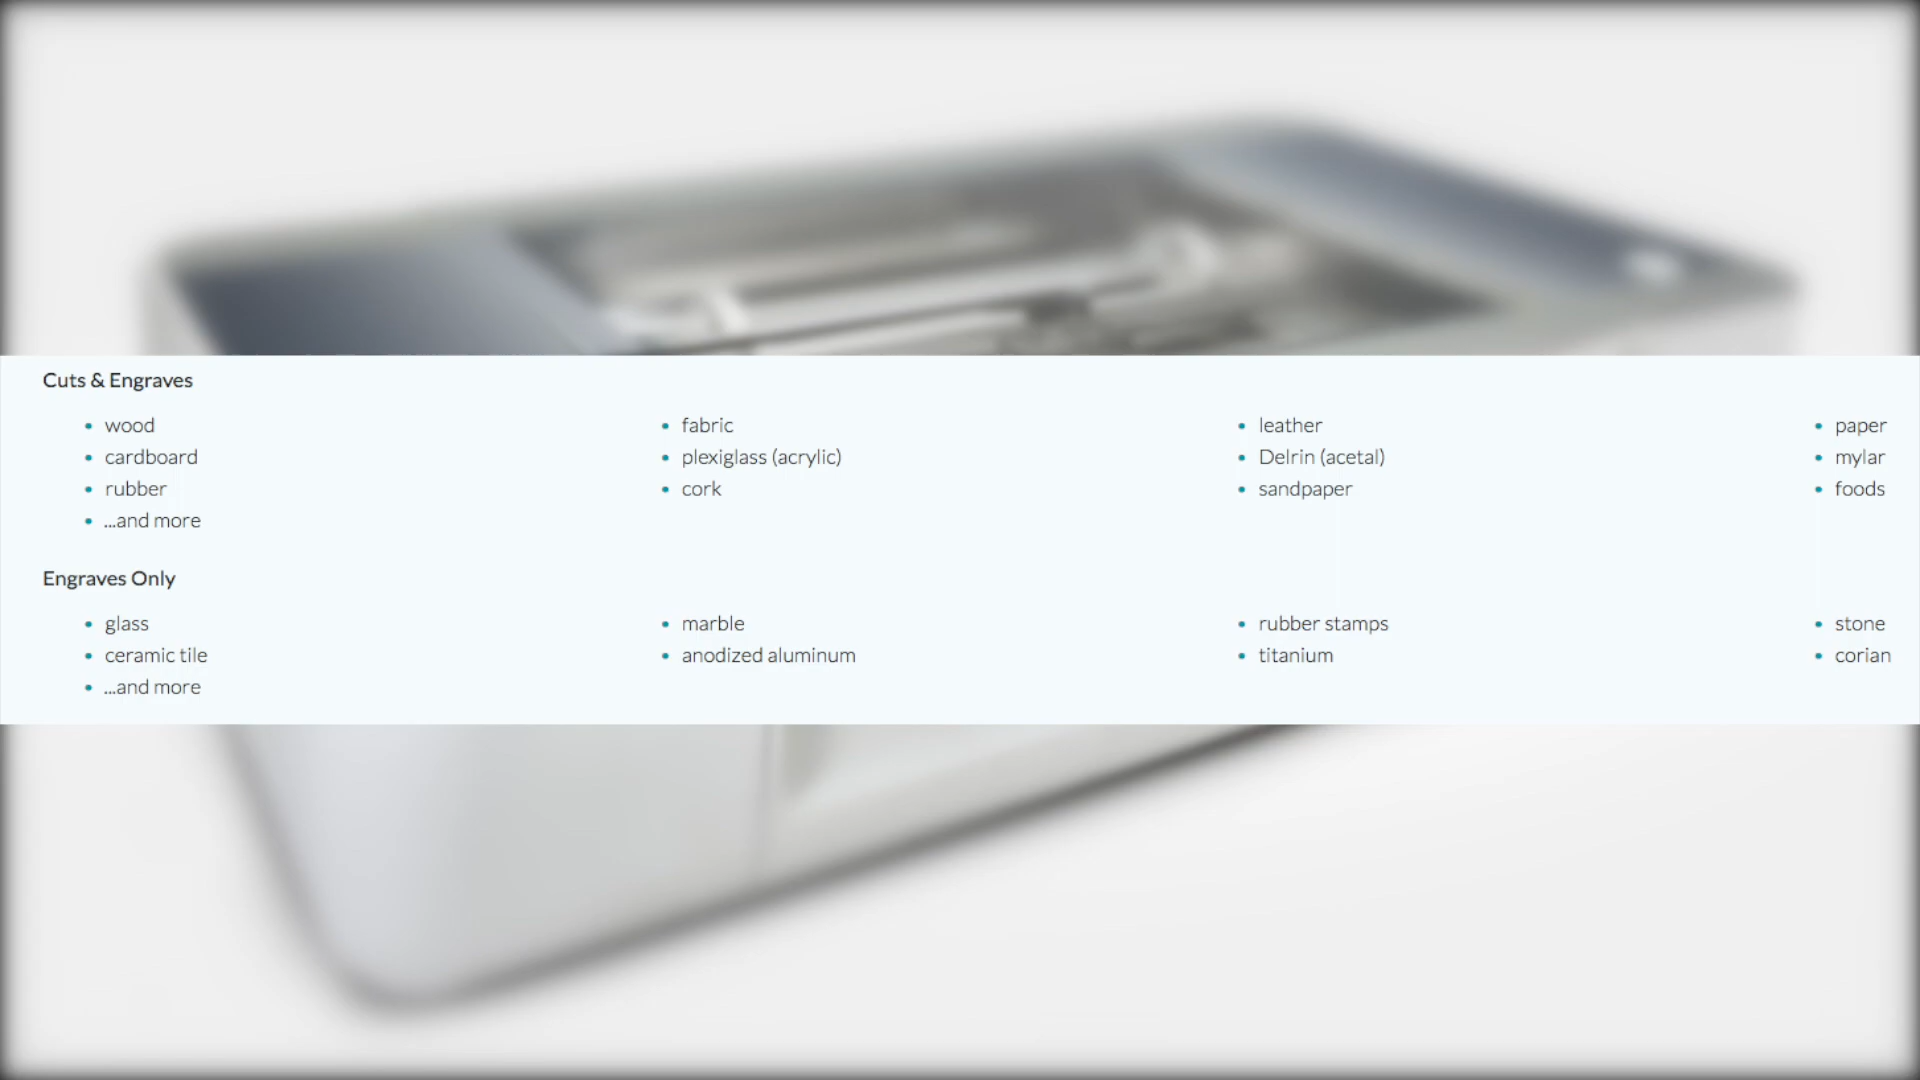 Cuts & Engraves
wood
fabric
leather
paper
cardboard
plexiglass (acrylic)
Delrin (acetal)
mylar
rubber
cork
sandpaper
foods
...and more
Engraves Only
glass
marble
rubber stamps
stone
ceramic tile
anodized aluminum
titanium
corian
...and more